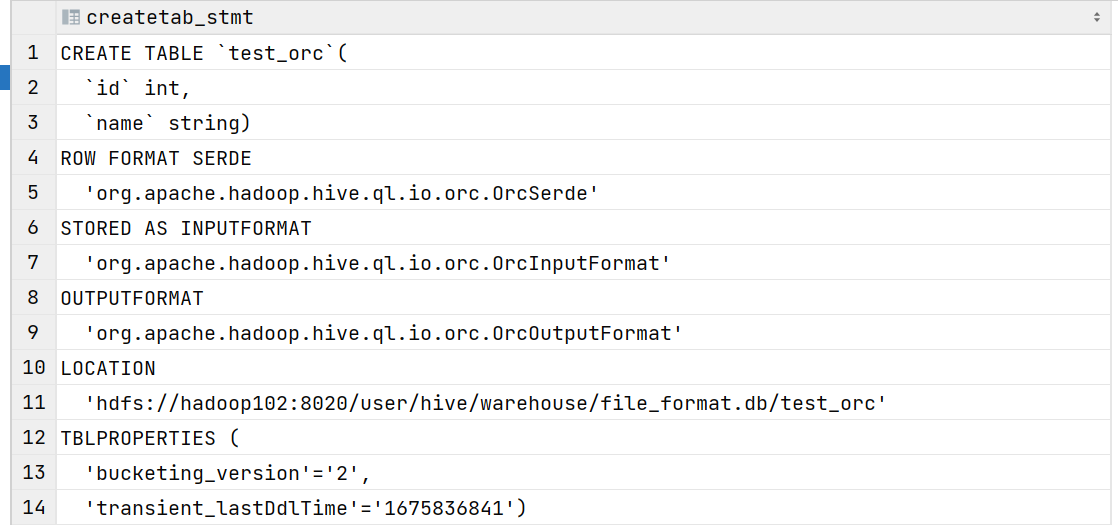 createtab_stmt
1 CREATE TABLE `test_orc`(
2   `id` int,
3   `name` string)
4 ROW FORMAT SERDE
5   'org.apache.hadoop.hive.ql.io.orc.OrcSerde'
6 STORED AS INPUTFORMAT
7   'org.apache.hadoop.hive.ql.io.orc.OrcInputFormat'
8 OUTPUTFORMAT
9   'org.apache.hadoop.hive.ql.io.orc.OrcOutputFormat'
10 LOCATION
11   'hdfs://hadoop102:8020/user/hive/warehouse/file_format.db/test_orc'
12 TBLPROPERTIES (
13   'bucketing_version'='2',
14   'transient_lastDdlTime'='1675836841')